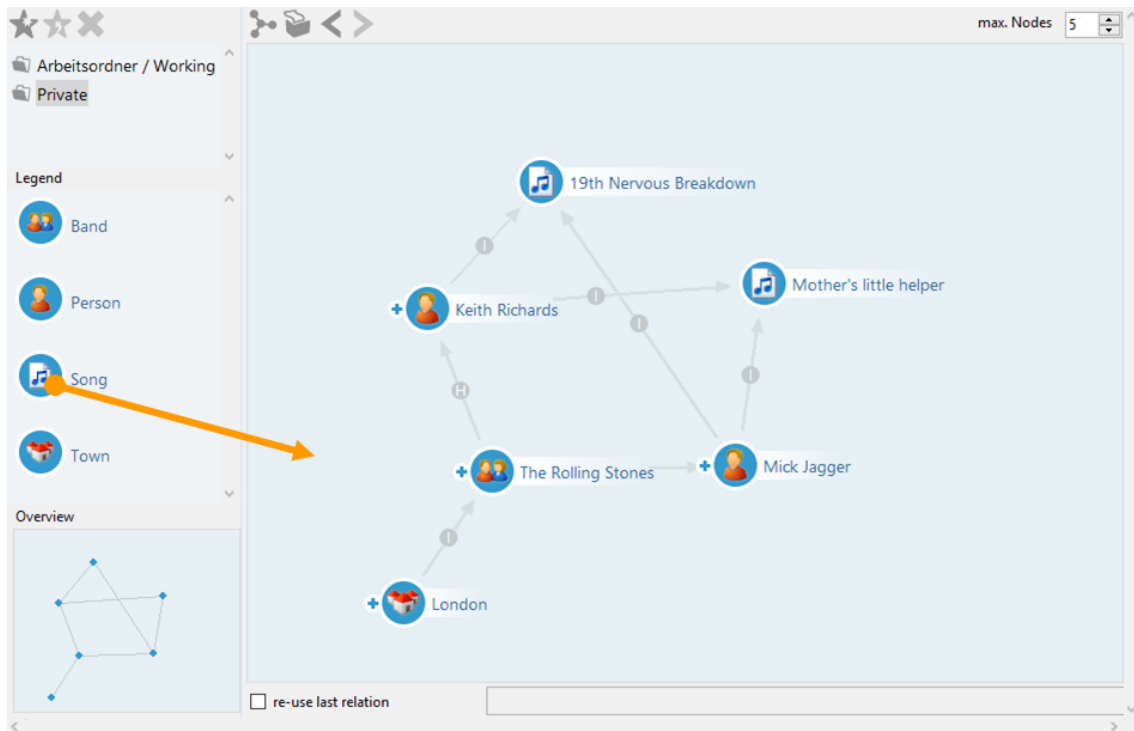 max. Nodes 5
Arbeitsordner / Working
Private
Legend
Band
Person
Song
Town
Overview
19th Nervous Breakdown
I
Mother's little helper
Keith Richards
I
I
I
H
The Rolling Stones
Mick Jagger
I
London
re-use last relation